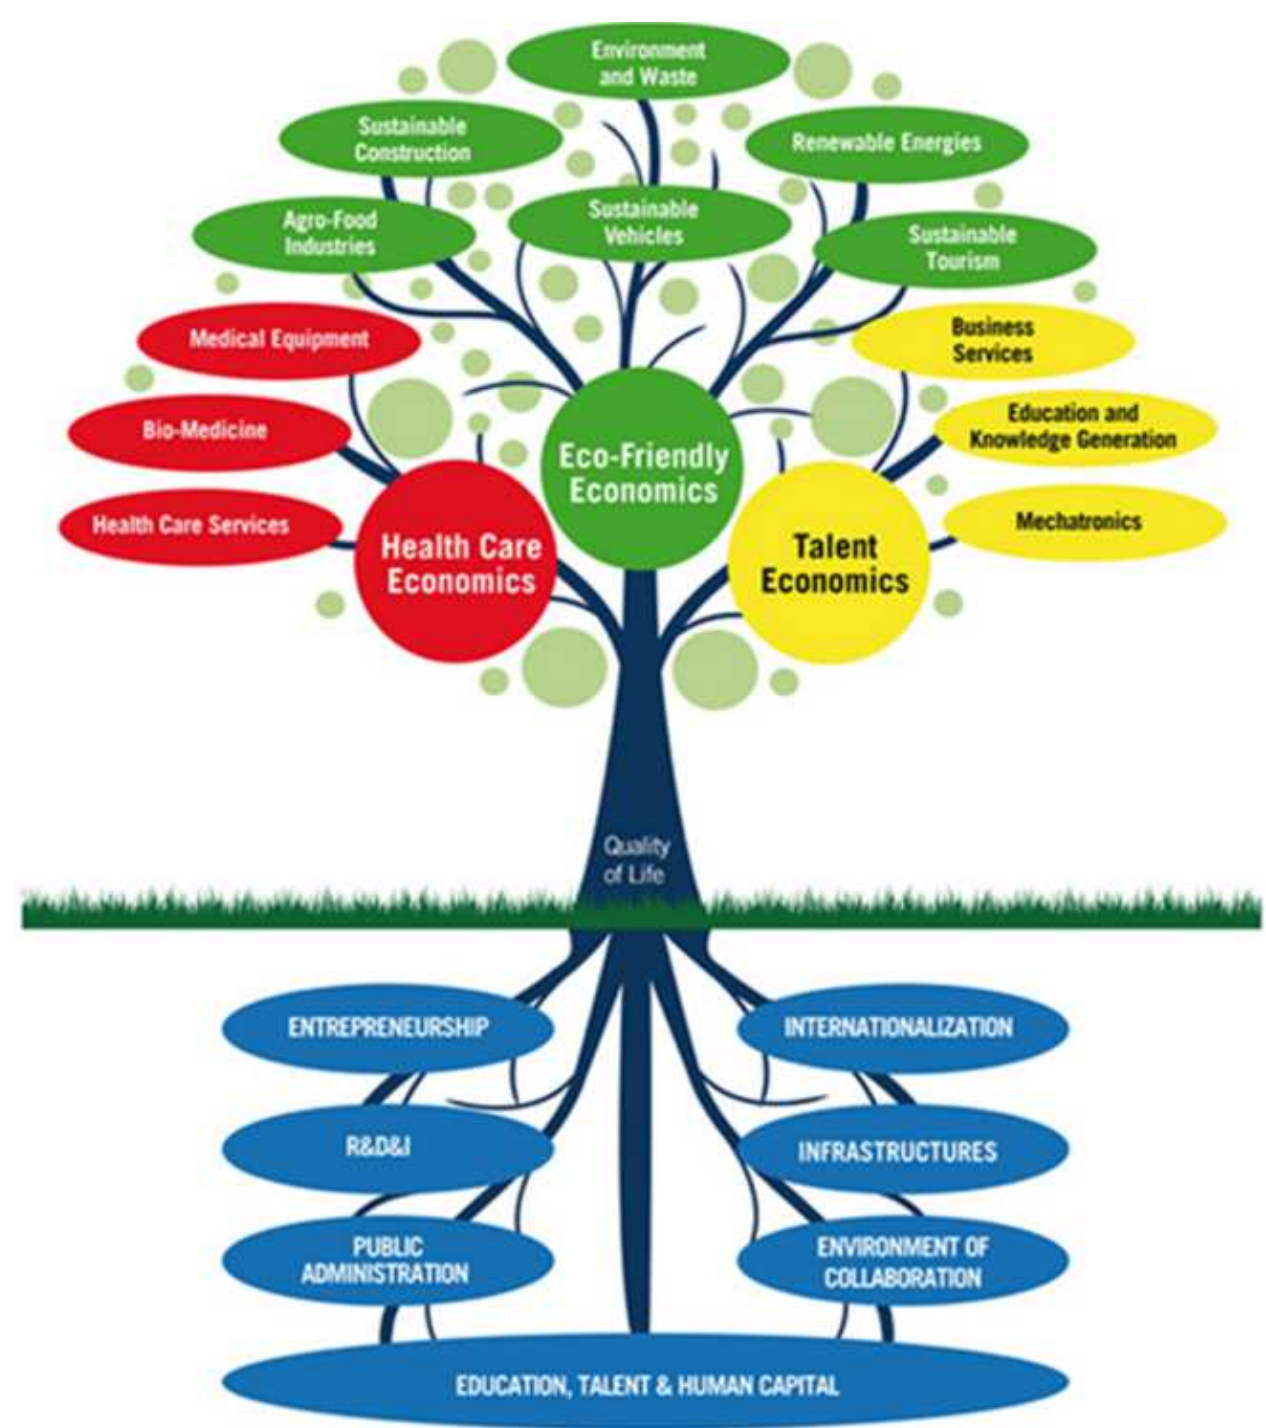 Environment
and Waste
Sustainable
Construction
Renewable Energies
Agro-Food
Industries
Sustainable
Vehicles
Sustainable
Tourism
Medical Equipment
Business
Services
Bio-Medicine
Education and
Knowledge Generation
Eco-Friendly
Economics
Health Care Services
Mechatronics
Health Care
Economics
Talent
Economics
Quality
of Life
ENTREPRENEURSHIP
INTERNATIONALIZATION
R&D&I
INFRASTRUCTURES
PUBLIC
ADMINISTRATION
ENVIRONMENT OF
COLLABORATION
EDUCATION, TALENT & HUMAN CAPITAL